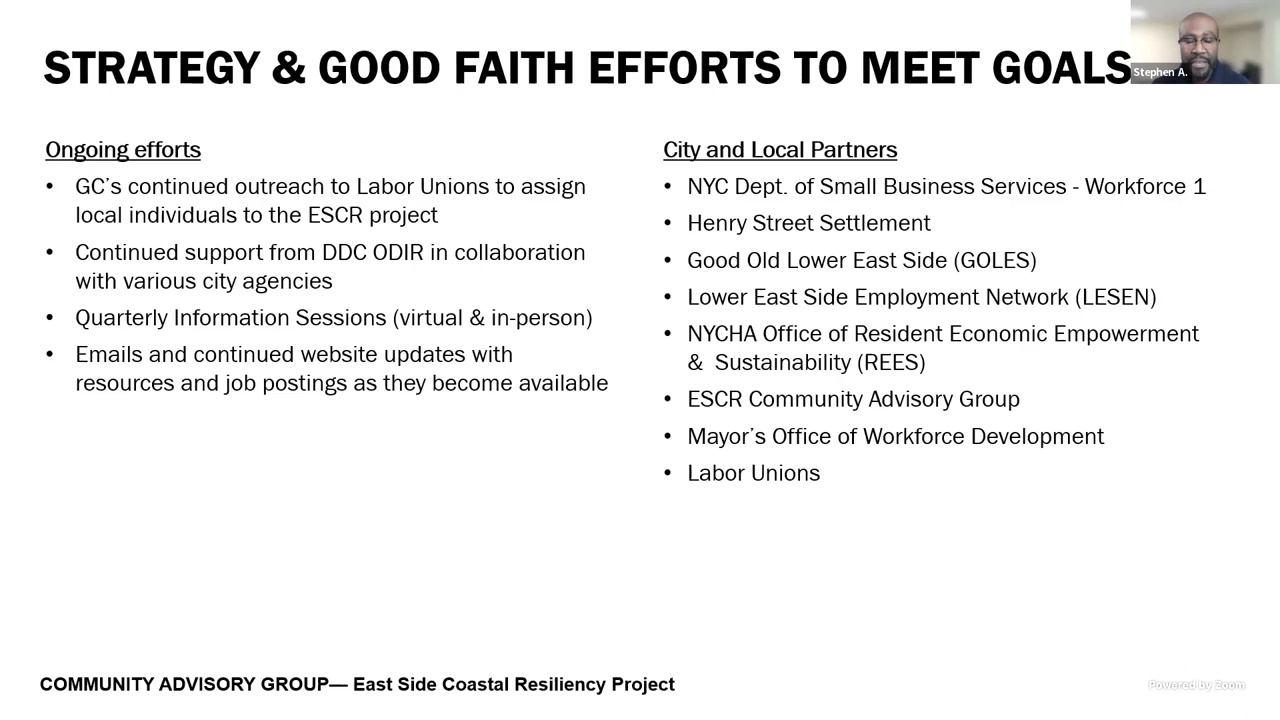 STRATEGY & GOOD FAITH EFFORTS TO MEET GOALS
Stephen A.
Ongoing efforts
• GC's continued outreach to Labor Unions to assign
local individuals to the ESCR project
• Continued support from DDC ODIR in collaboration
with various city agencies
• Quarterly Information Sessions (virtual & in-person)
• Emails and continued website updates with
resources and job postings as they become available
City and Local Partners
• NYC Dept. of Small Business Services - Workforce 1
• Henry Street Settlement
• Good Old Lower East Side (GOLES)
• Lower East Side Employment Network (LESEN)
• NYCHA Office of Resident Economic Empowerment
& Sustainability (REES)
• ESCR Community Advisory Group
• Mayor's Office of Workforce Development
• Labor Unions
COMMUNITY ADVISORY GROUP— East Side Coastal Resiliency Project
Powered by Zoom